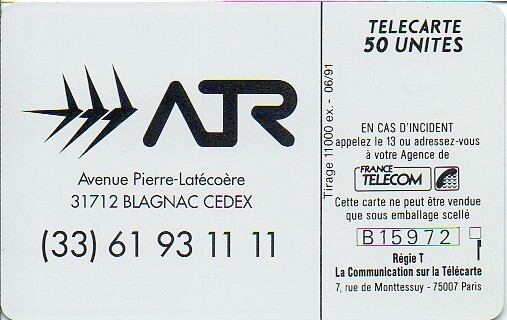 ATR
Avenue Pierre-Latécoère
31712 BLAGNAC CEDEX
(33) 61 93 11 11
Tirage 11000 ex. - 06/91
TELECARTE
50 UNITES
EN CAS D'INCIDENT
appelez le 13 ou adressez-vous
à votre Agence de
FRANCE
TELECOM
Cette carte ne peut être vendue
que sous emballage scellé
B15972
Régie T
La Communication sur la Télécarte
7, rue de Monttessuy - 75007 Paris